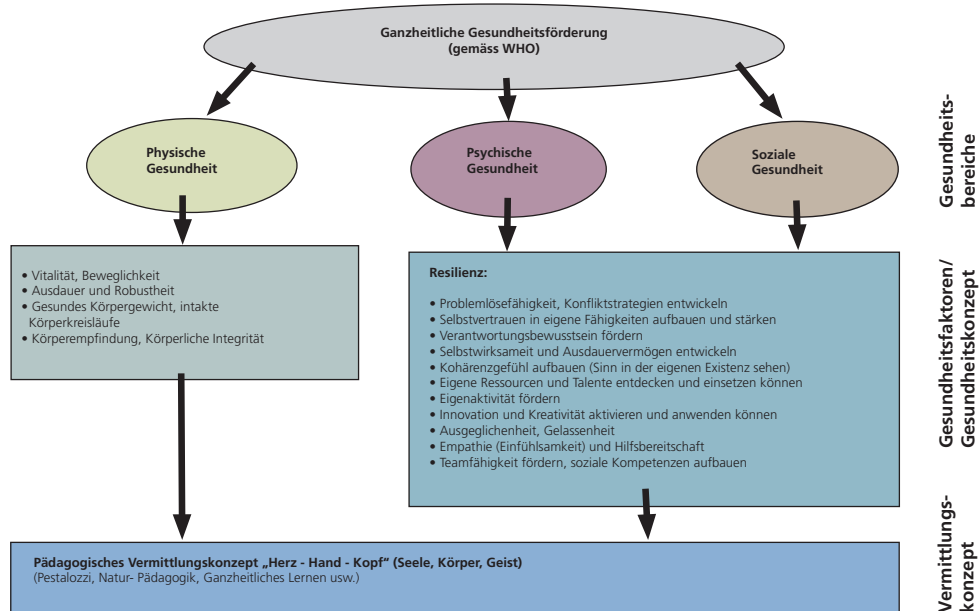 Ganzheitliche Gesundheitsförderung
(gemäss WHO)
Physische
Gesundheit
Psychische
Gesundheit
Soziale
Gesundheit
Gesundheits-
bereiche
• Vitalität, Beweglichkeit
• Ausdauer und Robustheit
• Gesundes Körpergewicht, intakte
Körperkreisläufe
• Körperempfindung, Körperliche Integrität
Resilienz:
• Problemlösefähigkeit, Konfliktstrategien entwickeln
• Selbstvertrauen in eigene Fähigkeiten aufbauen und stärken
• Verantwortungsbewusstsein fördern
• Selbstwirksameit und Ausdauervermögen entwickeln
• Kohärenzgefühl aufbauen (Sinn in der eigenen Existenz sehen)
• Eigene Ressourcen und Talente entdecken und einsetzen können
• Eigenaktivität fördern
• Innovation und Kreativität aktivieren und anwenden können
• Ausgeglichenheit, Gelassenheit
• Empathie (Einfühlsamkeit) und Hilfsbereitschaft
• Teamfähigkeit fördern, soziale Kompetenzen aufbauen
Gesundheitsfaktoren/
Gesundheitskonzept
Pädagogisches Vermittlungskonzept „Herz - Hand - Kopf“ (Seele, Körper, Geist)
(Pestalozzi, Natur- Pädagogik, Ganzheitliches Lernen usw.)
Vermittlungs-
konzept